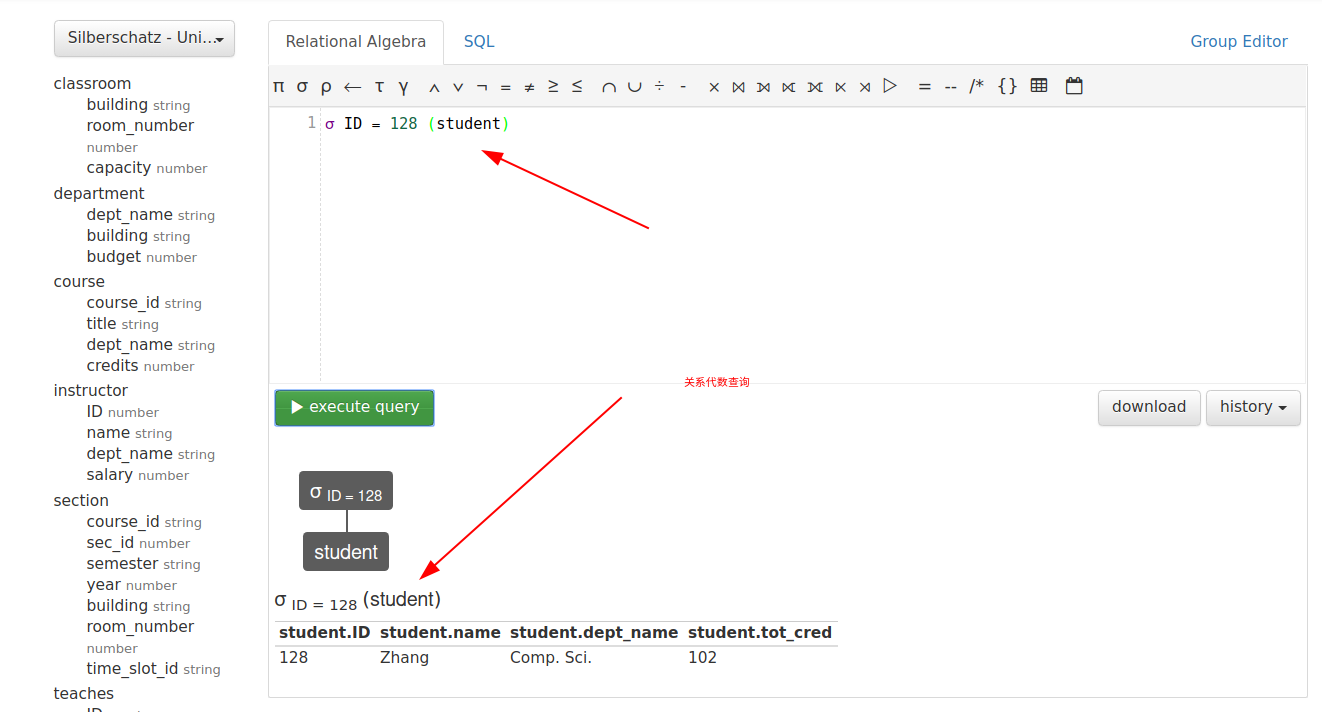 Silberschatz - Uni...
Relational Algebra
SQL
Group Editor
π σ ρ ← τ γ ∧ ∨ ¬ = ≠ ≥ ≤ ∩ ∪ ÷ - × ⋈ ⟕ ⟖ ⟗ ⋉ ⋊ ▷ = -- /* {}
1 σ ID = 128 (student)
classroom
building string
room_number
number
capacity number
department
dept_name string
building string
budget number
course
course_id string
title string
dept_name string
credits number
instructor
ID number
name string
dept_name string
salary number
section
course_id string
sec_id number
semester string
year number
building string
room_number
number
time_slot_id string
teaches
关系代数查询
execute query
download
history
σ ID = 128
student
σ ID = 128 (student)
student.ID student.name student.dept_name student.tot_cred
128 Zhang Comp. Sci. 102